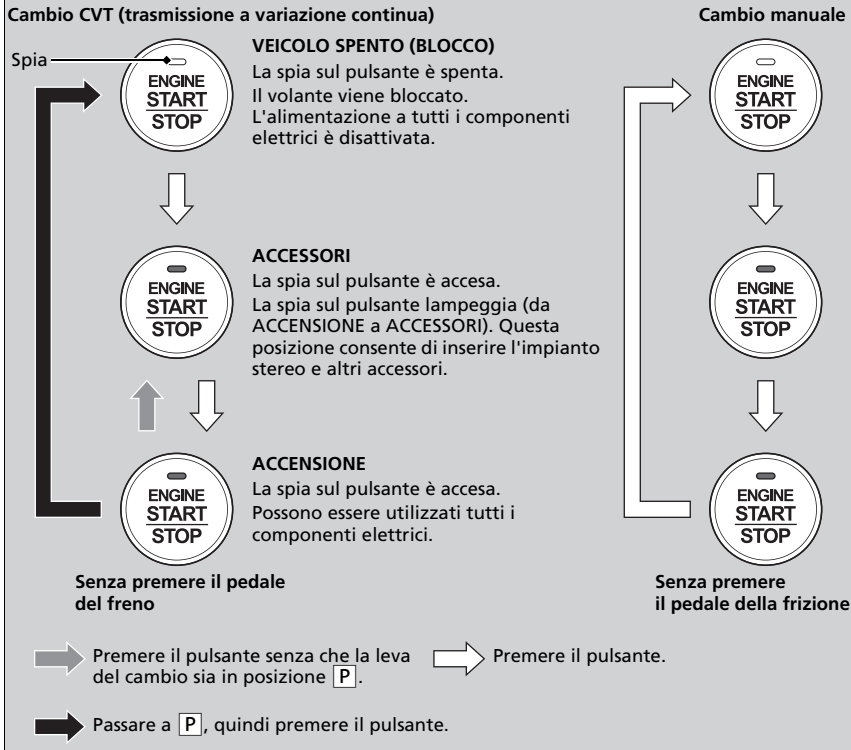 Cambio CVT (trasmissione a variazione continua)
Cambio manuale
Spia
ENGINE
START
STOP
VEICOLO SPENTO (BLOCCO)
La spia sul pulsante è spenta.
Il volante viene bloccato.
L'alimentazione a tutti i componenti
elettrici è disattivata.
ENGINE
START
STOP
ENGINE
START
STOP
ACCESSORI
La spia sul pulsante è accesa.
La spia sul pulsante lampeggia (da
ACCENSIONE a ACCESSORI). Questa
posizione consente di inserire l'impianto
stereo e altri accessori.
ENGINE
START
STOP
ENGINE
START
STOP
ACCENSIONE
La spia sul pulsante è accesa.
Possono essere utilizzati tutti i
componenti elettrici.
ENGINE
START
STOP
Senza premere il pedale
del freno
Senza premere
il pedale della frizione
Premere il pulsante senza che la leva
del cambio sia in posizione P.
Premere il pulsante.
Passare a P, quindi premere il pulsante.